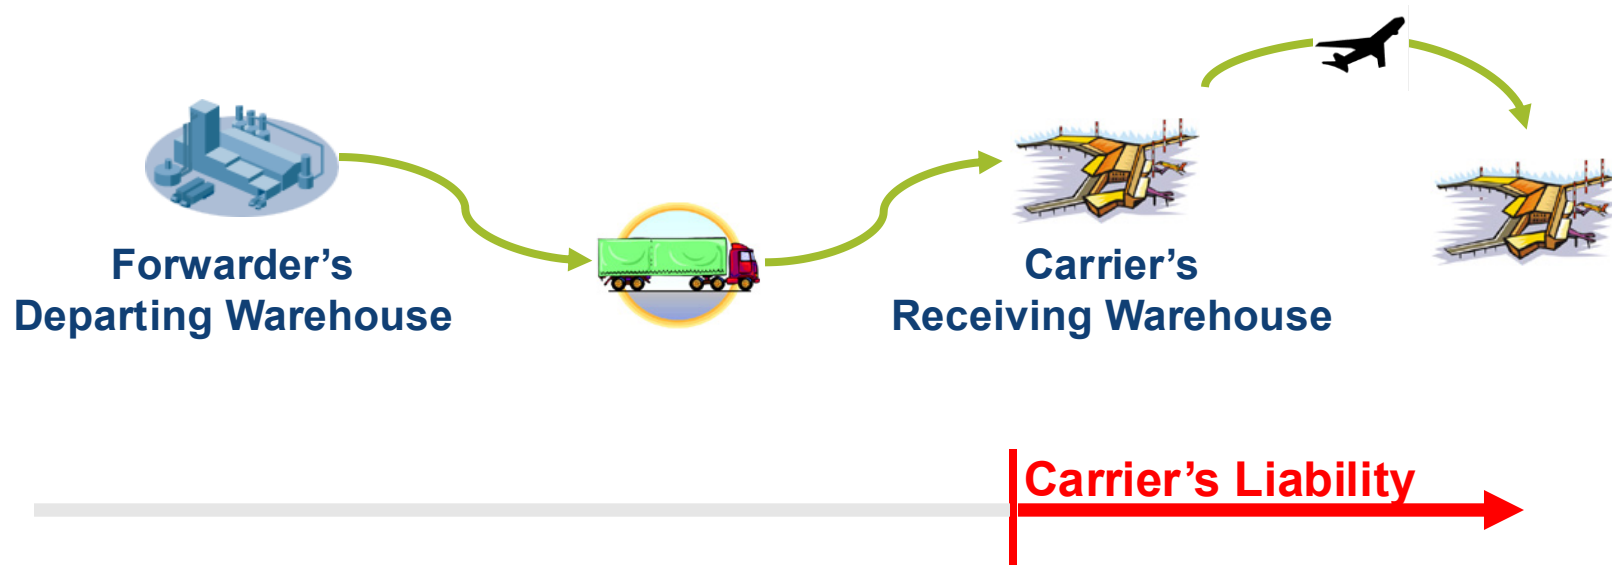 Forwarder’s
Departing Warehouse
Carrier’s
Receiving Warehouse
Carrier’s Liability